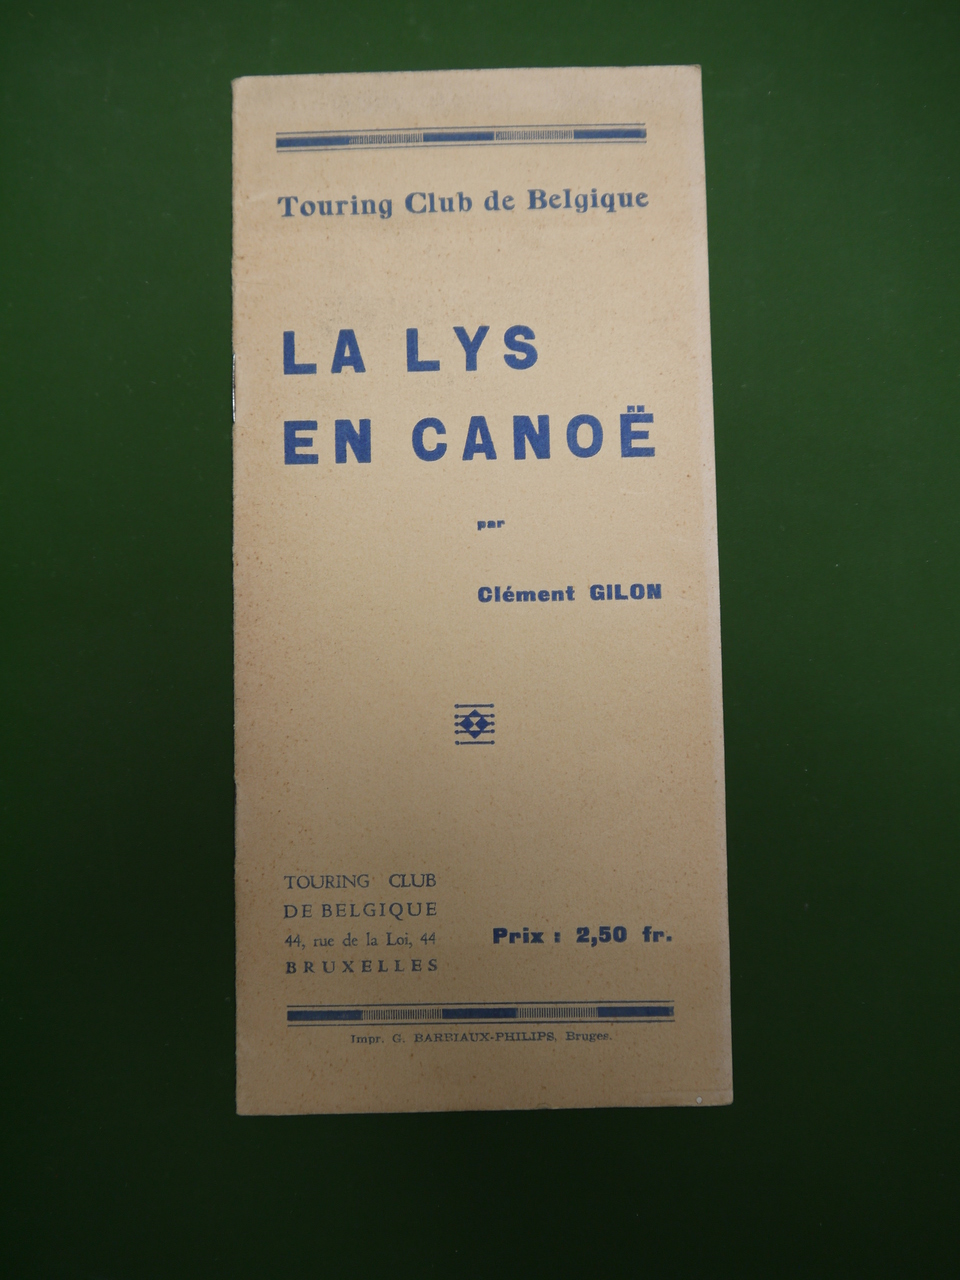 Touring Club de Belgique
LA LYS
EN CANOË
par
Clément GILON
TOURING CLUB
DE BELGIQUE
44, rue de la Loi, 44
BRUXELLES
Prix : 2,50 fr.
Impr. G. BARBIAUX-PHILIPS, Bruges.